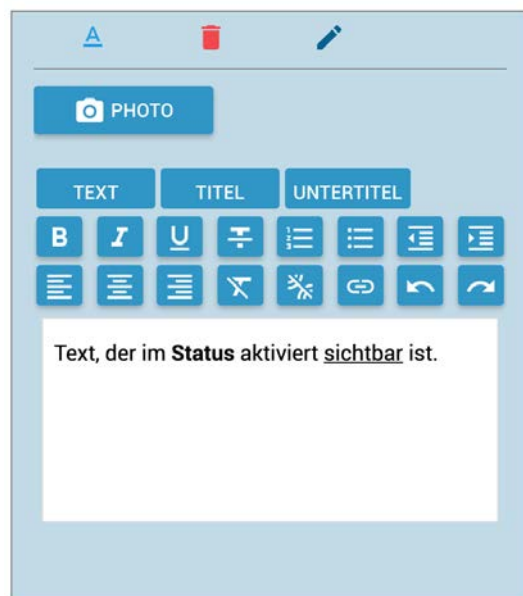 PHOTO
TEXT TITEL UNTERTITEL
Text, der im Status aktiviert sichtbar ist.